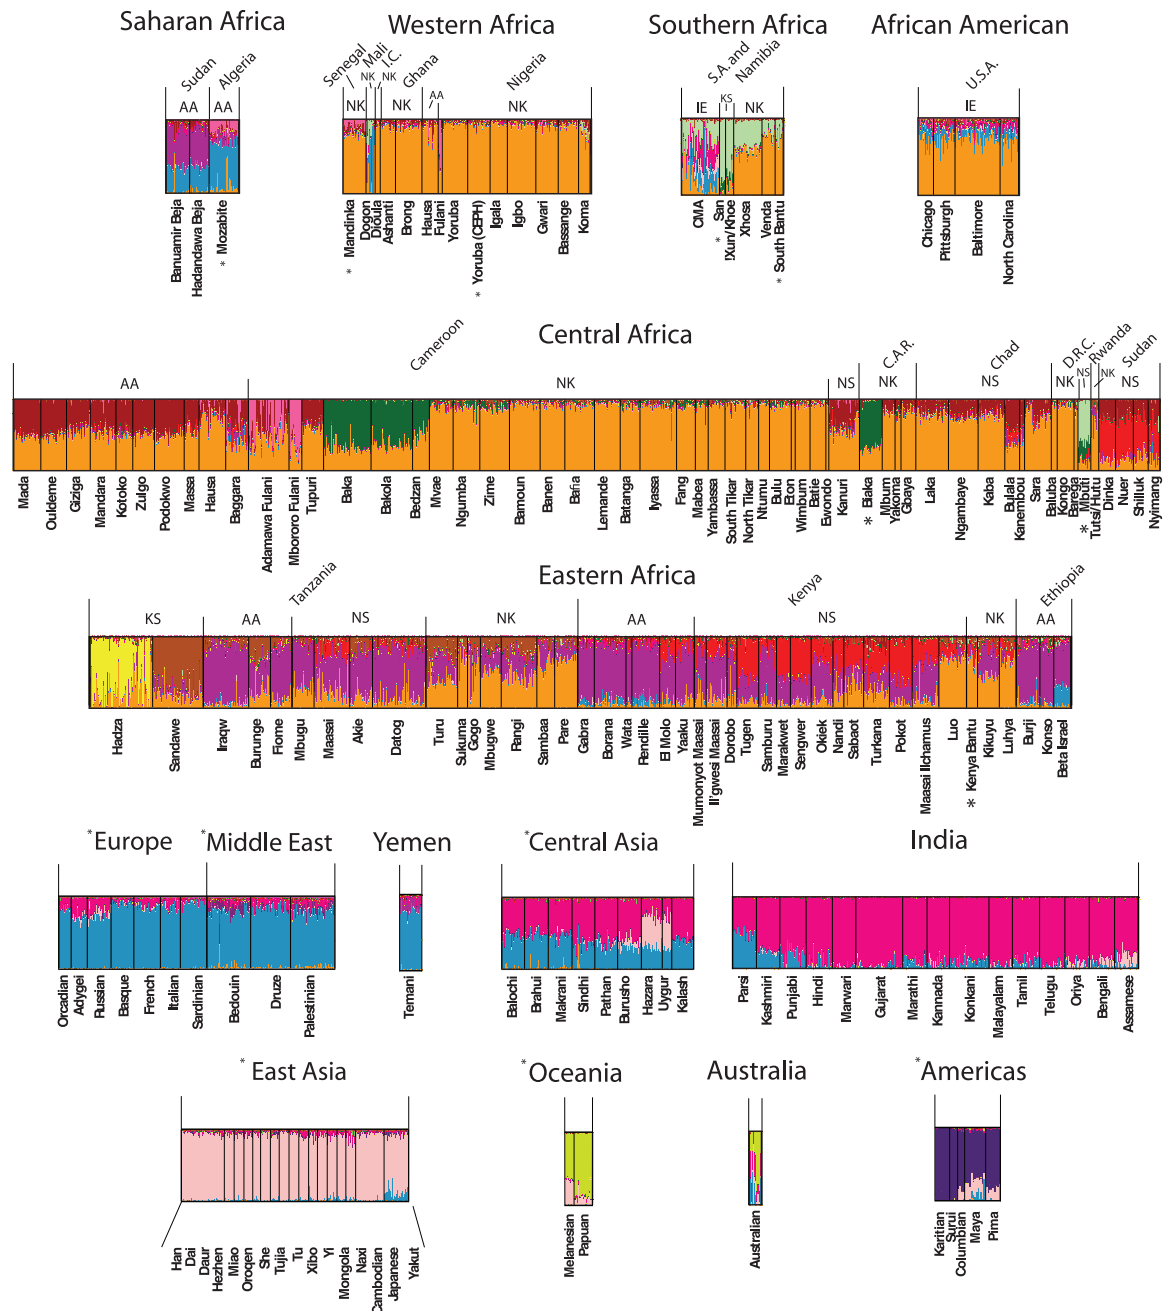 Saharan Africa
Western Africa
Southern Africa
African American
Sudan
Algeria
Senegal
Mali
I.C.
Ghana
Nigeria
S.A. and
Namibia
U.S.A.
AA
AA
NK
NK
NK
NK
AA
NK
IE
KS
NK
IE
Banuamir Beja
Hadandawa Beja
* Mozabite
* Mandinka
Dogon
Dioula
Ashanti
Brong
Hausa
Fulani
Yoruba
* Yoruba (CEPH)
Igala
Igbo
Gwari
Bassange
Koma
CMA
* San
!Xun/Khoe
Xhosa
Venda
* South Bantu
Chicago
Pittsburgh
Baltimore
North Carolina
Central Africa
Cameroon
C.A.R.
Chad
D.R.C.
Rwanda
Sudan
AA
NK
NS
NK
NS
NK
NS
NK
NS
Mada
Ouldeme
Giziga
Mandara
Kotoko
Zulgo
Podokwo
Massa
Hausa
Baggara
Adamawa Fulani
Mbororo Fulani
Tupuri
Baka
Bakola
Bedzan
Mvae
Ngumba
Zime
Bamoun
Banen
Bafia
Lemande
Batanga
Iyassa
Fang
Mabea
Yambassa
South Tikar
North Tikar
Ntumu
Bulu
Eton
Wimbum
Bafie
Ewondo
Kanuri
* Biaka
Mbum
Yakoma
Gbaya
Laka
Ngambaye
Kaba
Bulala
Kanembou
Sara
Baluba
Kongo
Barega
* Mbuti
Tutsi/Hutu
Dinka
Nuer
Shilluk
Nyimang
Eastern Africa
Tanzania
Kenya
Ethiopia
KS
AA
NS
NK
AA
NS
NK
AA
Hadza
Sandawe
Iraqw
Burunge
Fiome
Mbugu
Maasai
Akie
Datog
Turu
Sukuma
Gogo
Mbugwe
Pangi
Sambaa
Pare
Gabra
Borana
Wata
Rendille
El Molo
Yaaku
Mumonyot Maasai
Il'gwesi Maasai
Dorobo
Tugen
Samburu
Marakwet
Sengwer
Okiek
Nandi
Sabaot
Turkana
Pokot
Maasai Ilchamus
Luo
* Kenya Bantu
Kikuyu
Luhya
Burji
Konso
Beta Israel
*Europe
*Middle East
Yemen
*Central Asia
India
Orcadian
Adygei
Russian
Basque
French
Italian
Sardinian
Bedouin
Druze
Palestinian
Temani
Balochi
Brahui
Makrani
Sindhi
Pathan
Burusho
Hazara
Uygur
Kalash
Parsi
Kashmiri
Punjabi
Hindi
Marwari
Gujarat
Marathi
Kannada
Konkani
Malayalam
Tamil
Telugu
Oriya
Bengali
Assamese
*East Asia
*Oceania
Australia
*Americas
Han
Dai
Daur
Hezhen
Miao
Oroqen
She
Tujia
Tu
Xibo
Yi
Mongola
Naxi
Cambodian
Japanese
Yakut
Melanesian
Papuan
Australian
Karitian
Surui
Columbian
Maya
Pima